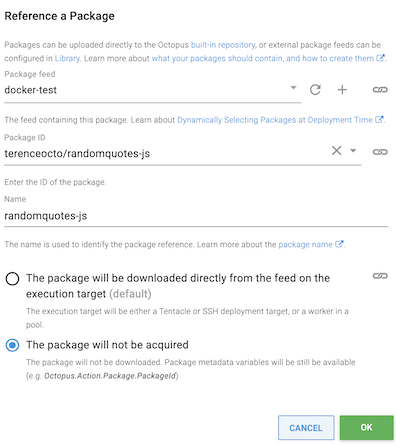 Reference a Package
Packages can be uploaded directly to the Octopus built-in repository, or external package feeds can be
configured in Library. Learn more about what your packages should contain, and how to create them.
Package feed
docker-test
The feed containing this package. Learn about Dynamically Selecting Packages at Deployment Time.
Package ID
terenceocto/randomquotes-js
Enter the ID of the package.
Name
randomquotes-js
The name is used to identify the package reference. Learn more about the package name.
The package will be downloaded directly from the feed on the
execution target (default)
The execution target will be either a Tentacle or SSH deployment target, or a worker in a
pool.
The package will not be acquired
The package will not be downloaded. Package metadata variables will be still be available
(e.g. Octopus.Action.Package.PackageId)
CANCEL
OK